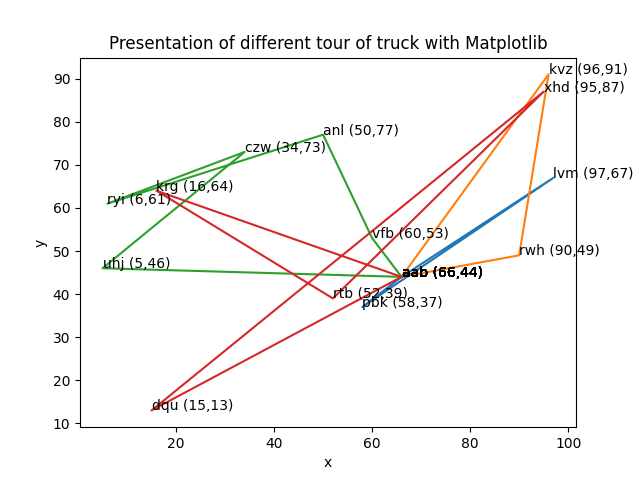 Presentation of different tour of truck with Matplotlib
kvz (96,91)
xhd (95,87)
anl (50,77)
czw (34,73)
lvm (97,67)
krg (16,64)
ryi (6,61)
vfb (60,53)
rwh (90,49)
uhj (5,46)
aab (66,44)
rtb (52,39)
pbk (58,37)
dqu (15,13)
90
80
70
60
50
40
30
20
10
y
20
40
60
80
100
x